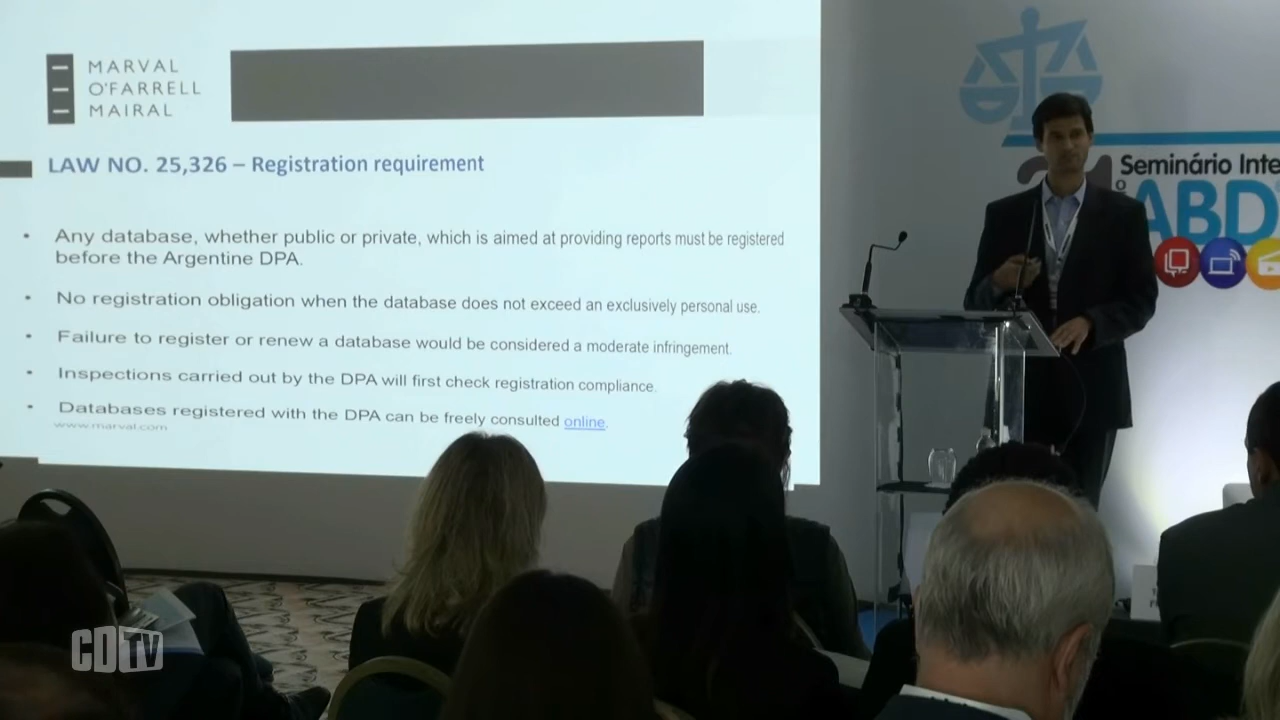 MARVAL
O'FARRELL
MAIRAL
LAW NO. 25,326 – Registration requirement
• Any database, whether public or private, which is aimed at providing reports must be registered
before the Argentine DPA.
• No registration obligation when the database does not exceed an exclusively personal use.
• Failure to register or renew a database would be considered a moderate infringement.
• Inspections carried out by the DPA will first check registration compliance.
• Databases registered with the DPA can be freely consulted online.
www.marval.com
Seminário Inte
ABD
CDTV